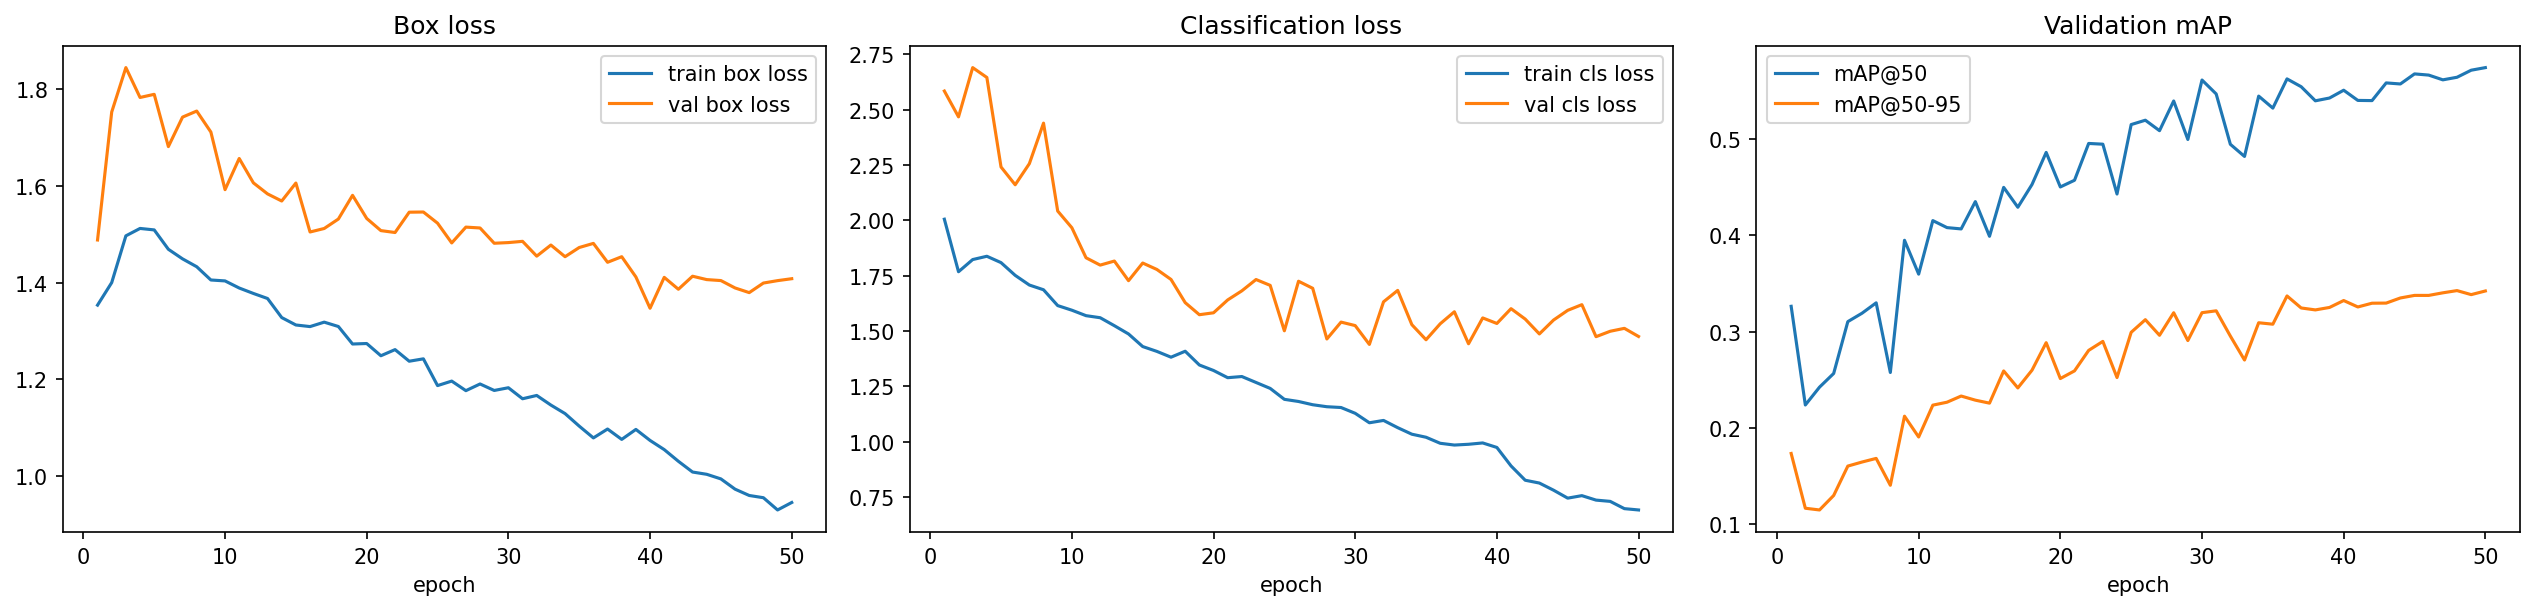 Box loss
train box loss
val box loss
1.8
1.6
1.4
1.2
1.0
0 10 20 30 40 50
epoch
Classification loss
train cls loss
val cls loss
2.75
2.50
2.25
2.00
1.75
1.50
1.25
1.00
0.75
0 10 20 30 40 50
epoch
Validation mAP
mAP@50
mAP@50-95
0.5
0.4
0.3
0.2
0.1
0 10 20 30 40 50
epoch